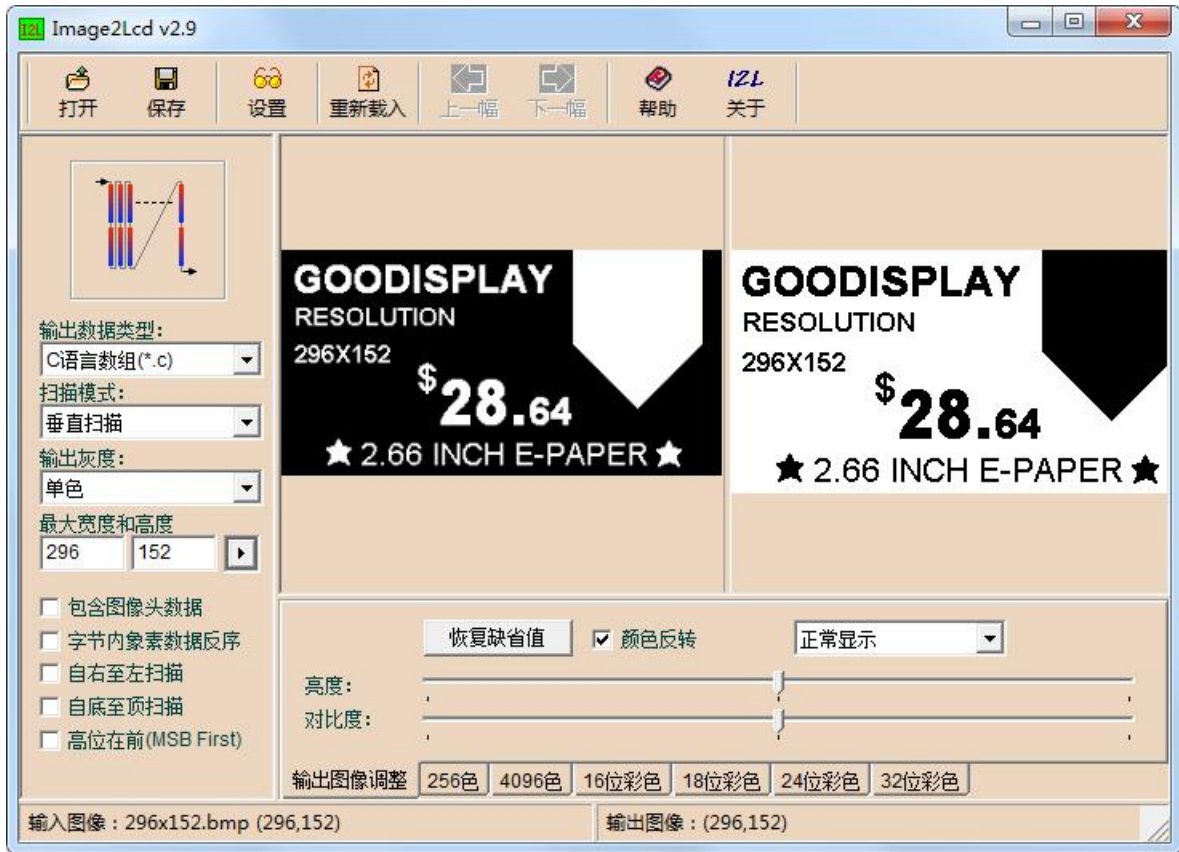 I2L Image2Lcd v2.9
打开 保存 设置 重新载入 上一幅 下一幅 帮助 关于
I2L
输出数据类型:
C语言数组(*.c)
扫描模式:
垂直扫描
输出灰度:
单色
最大宽度和高度
296 152
包含图像头数据
字节内象素数据反序
自右至左扫描
自底至顶扫描
高位在前(MSB First)
GOODISPLAY
RESOLUTION
296X152
$28.64
★ 2.66 INCH E-PAPER ★
GOODISPLAY
RESOLUTION
296X152
$28.64
★ 2.66 INCH E-PAPER ★
恢复缺省值 颜色反转 正常显示
亮度:
对比度:
输出图像调整 256色 4096色 16位彩色 18位彩色 24位彩色 32位彩色
输入图像：296x152.bmp (296,152) 输出图像：(296,152)